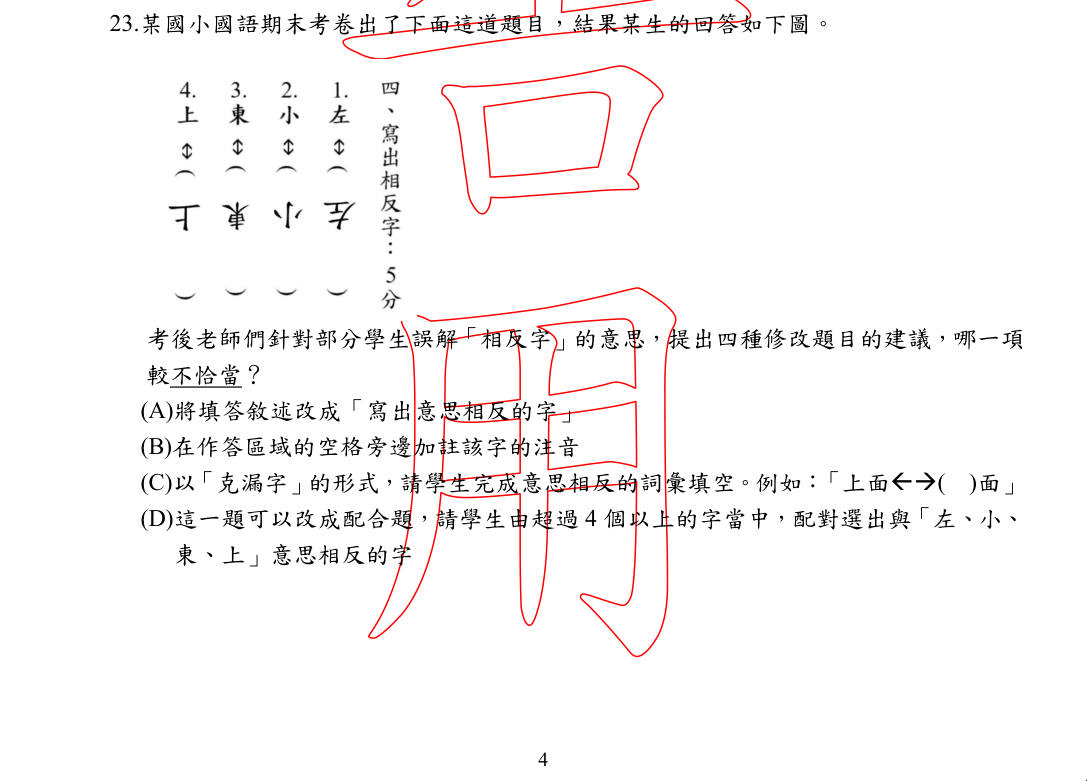 23.某國小國語期末考卷出了下面這道題目，結果某生的回答如下圖。
四、寫出相反字：5分
1. 左 ↕ （左）
2. 小 ↕ （小）
3. 東 ↕ （東）
4. 上 ↕ （上）
考後老師們針對部分學生誤解「相反字」的意思，提出四種修改題目的建議，哪一項
較不恰當？
(A)將填答敘述改成「寫出意思相反的字」
(B)在作答區域的空格旁邊加註該字的注音
(C)以「克漏字」的形式，請學生完成意思相反的詞彙填空。例如：「上面←→(　)面」
(D)這一題可以改成配合題，請學生由超過 4 個以上的字當中，配對選出與「左、小、
東、上」意思相反的字
用
4